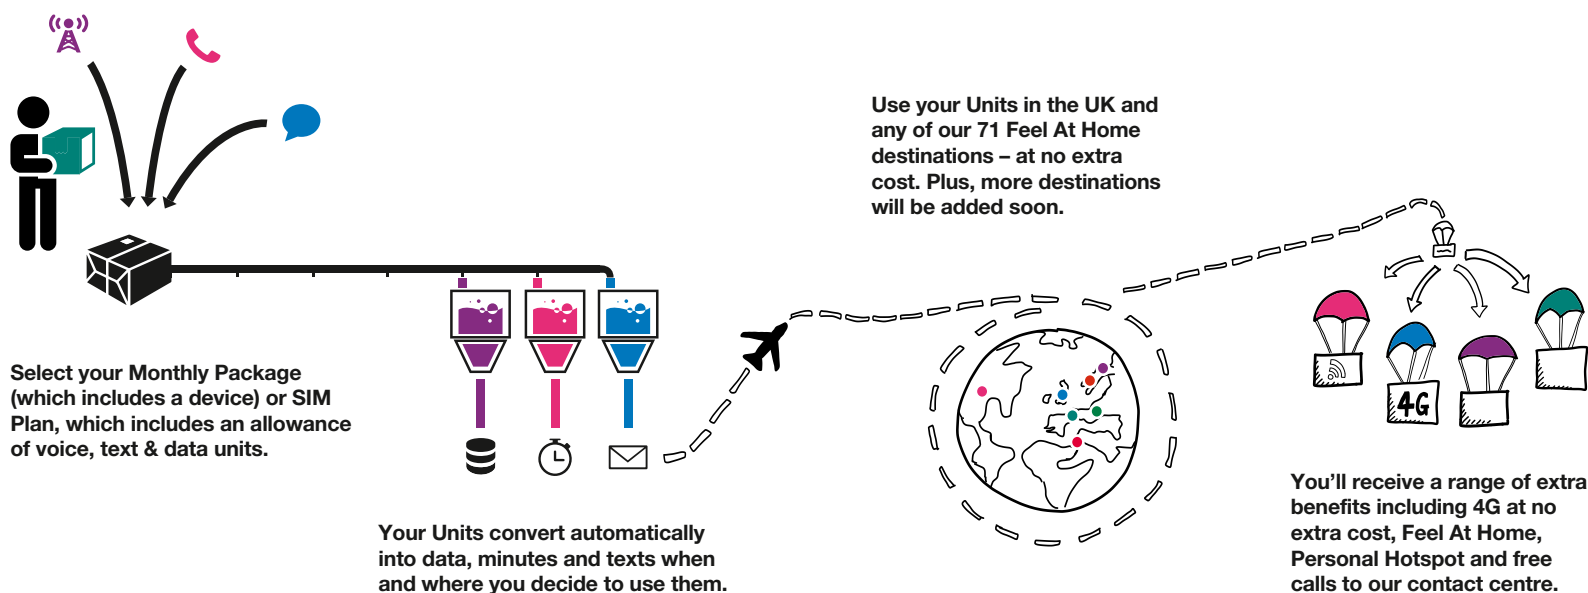 Select your Monthly Package
(which includes a device) or SIM
Plan, which includes an allowance
of voice, text & data units.
Your Units convert automatically
into data, minutes and texts when
and where you decide to use them.
Use your Units in the UK and
any of our 71 Feel At Home
destinations – at no extra
cost. Plus, more destinations
will be added soon.
4G
You’ll receive a range of extra
benefits including 4G at no
extra cost, Feel At Home,
Personal Hotspot and free
calls to our contact centre.